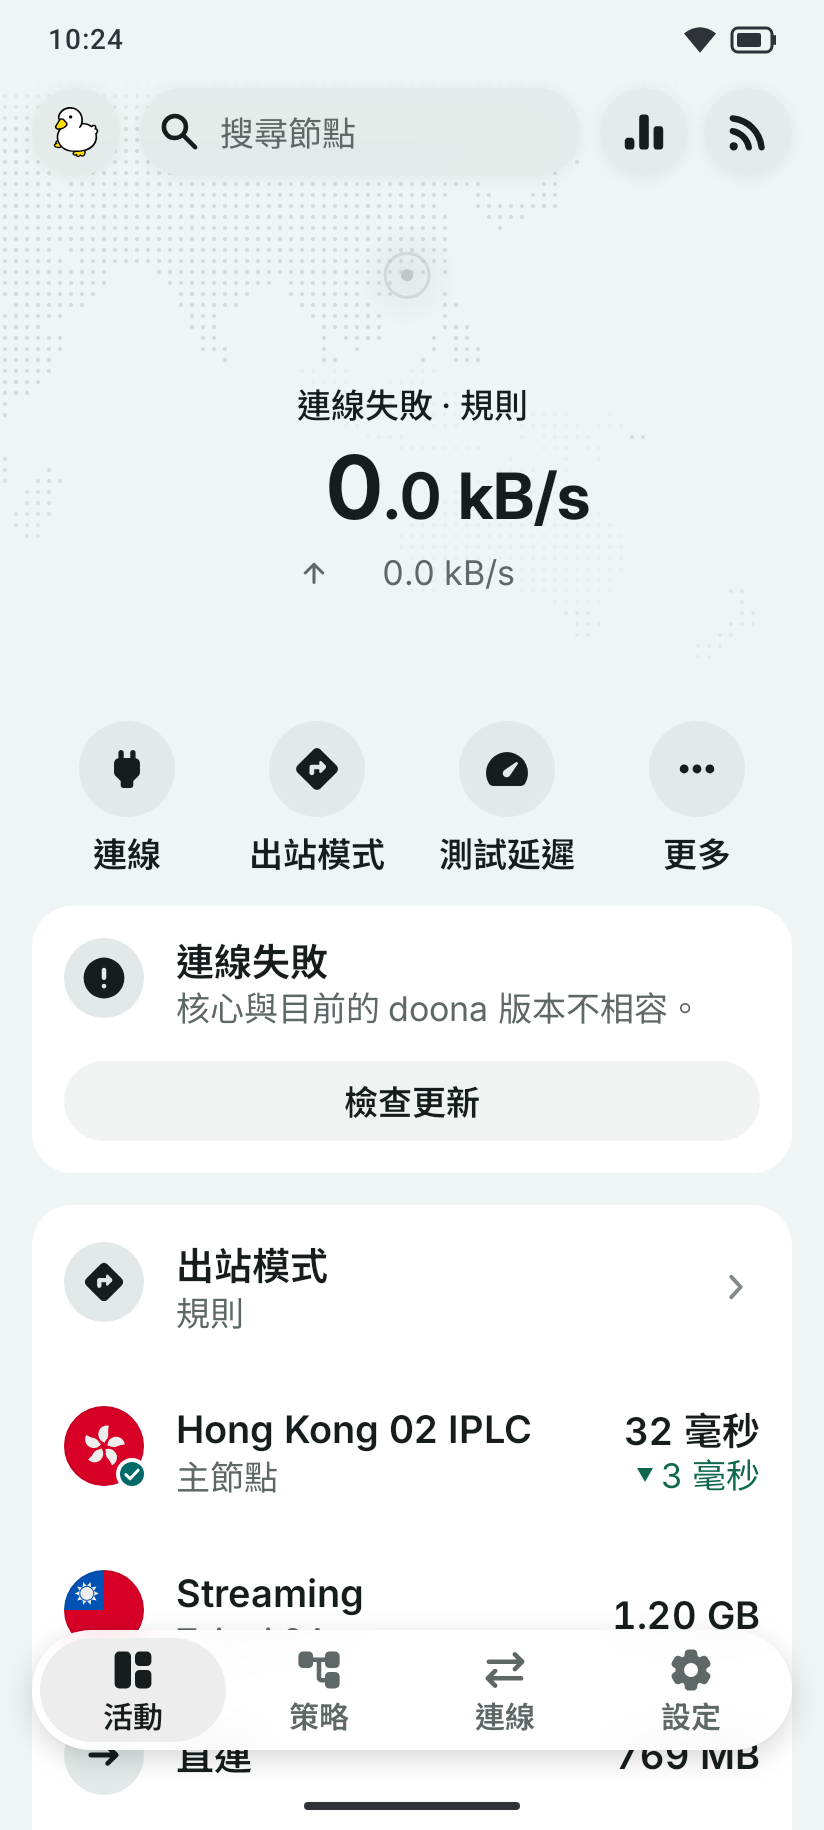 10:24
搜尋節點
連線失敗 · 規則
0.0 kB/s
↑ 0.0 kB/s
連線 出站模式 測試延遲 更多
連線失敗
核心與目前的 doona 版本不相容。
檢查更新
出站模式
規則
Hong Kong 02 IPLC 32 毫秒
主節點 ▼3 毫秒
Streaming 1.20 GB
活動 策略 連線 設定
直連 769 MB